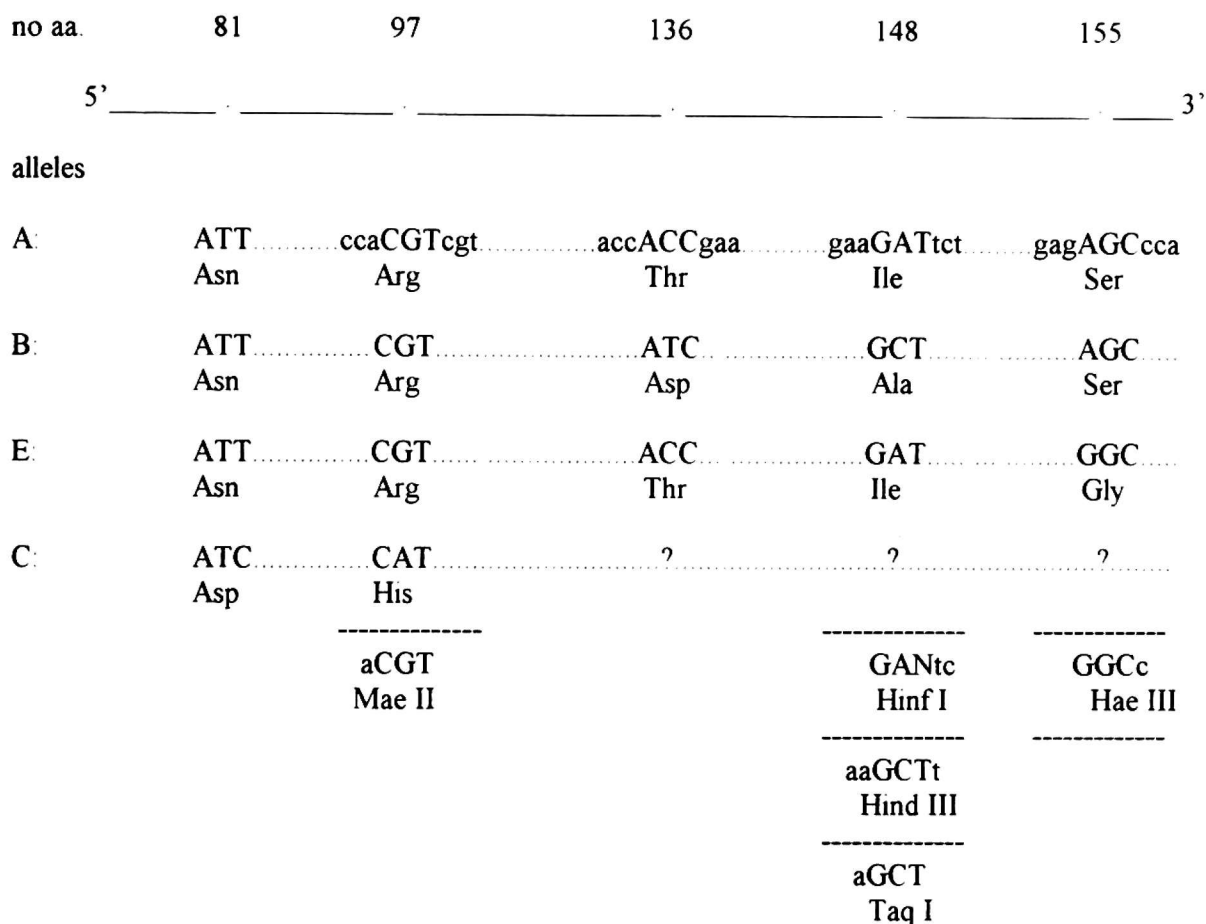 no aa. 81 97 136 148 155
5' 3'
alleles
A: ATT ccaCGTcgt accACCgaa gaaGATtct gagAGCcca
Asn Arg Thr Ile Ser
B: ATT CGT ATC GCT AGC
Asn Arg Asp Ala Ser
E: ATT CGT ACC GAT GGC
Asn Arg Thr Ile Gly
C: ATC CAT ? ? ?
Asp His
aCGT GANtc GGCc
Mae II Hinf I Hae III
aaGCTt
Hind III
aGCT
Taq I